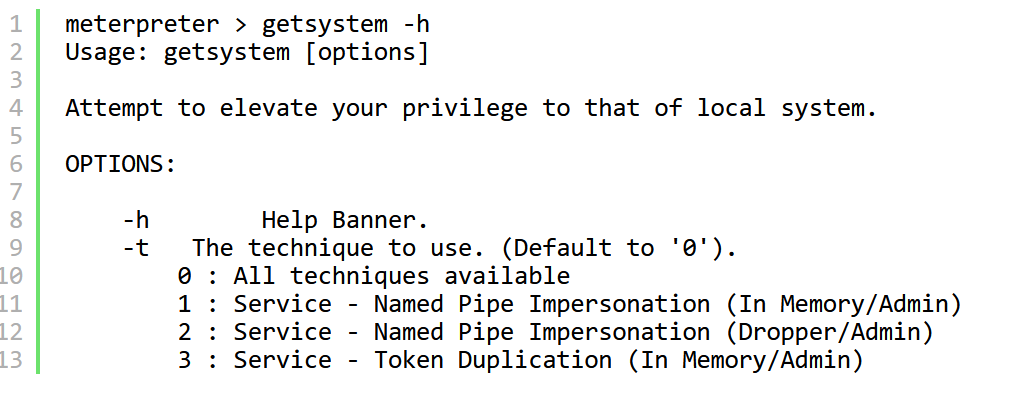 1 meterpreter > getsystem -h
2 Usage: getsystem [options]
3
4 Attempt to elevate your privilege to that of local system.
5
6 OPTIONS:
7
8 -h Help Banner.
9 -t The technique to use. (Default to '0').
10 0 : All techniques available
11 1 : Service - Named Pipe Impersonation (In Memory/Admin)
12 2 : Service - Named Pipe Impersonation (Dropper/Admin)
13 3 : Service - Token Duplication (In Memory/Admin)